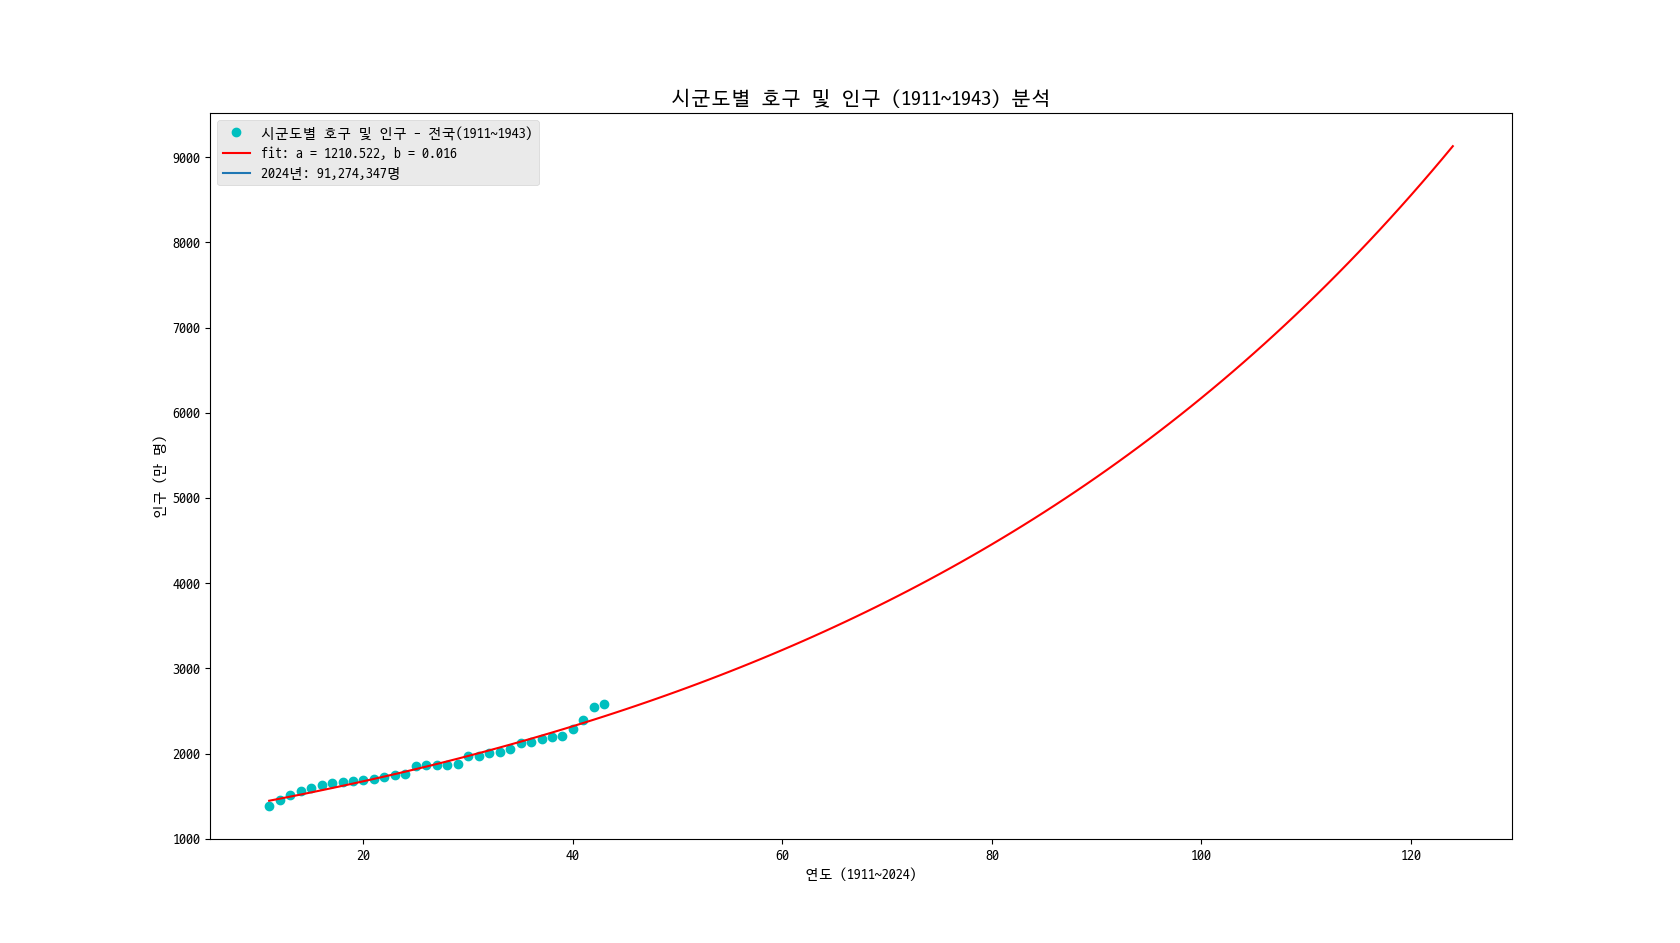 시군도별 호구 및 인구 (1911~1943) 분석
시군도별 호구 및 인구 - 전국(1911~1943)
fit: a = 1210.522, b = 0.016
2024년: 91,274,347명
9000
8000
7000
6000
5000
4000
3000
2000
1000
인구 (만 명)
20
40
60
80
100
120
연도 (1911~2024)